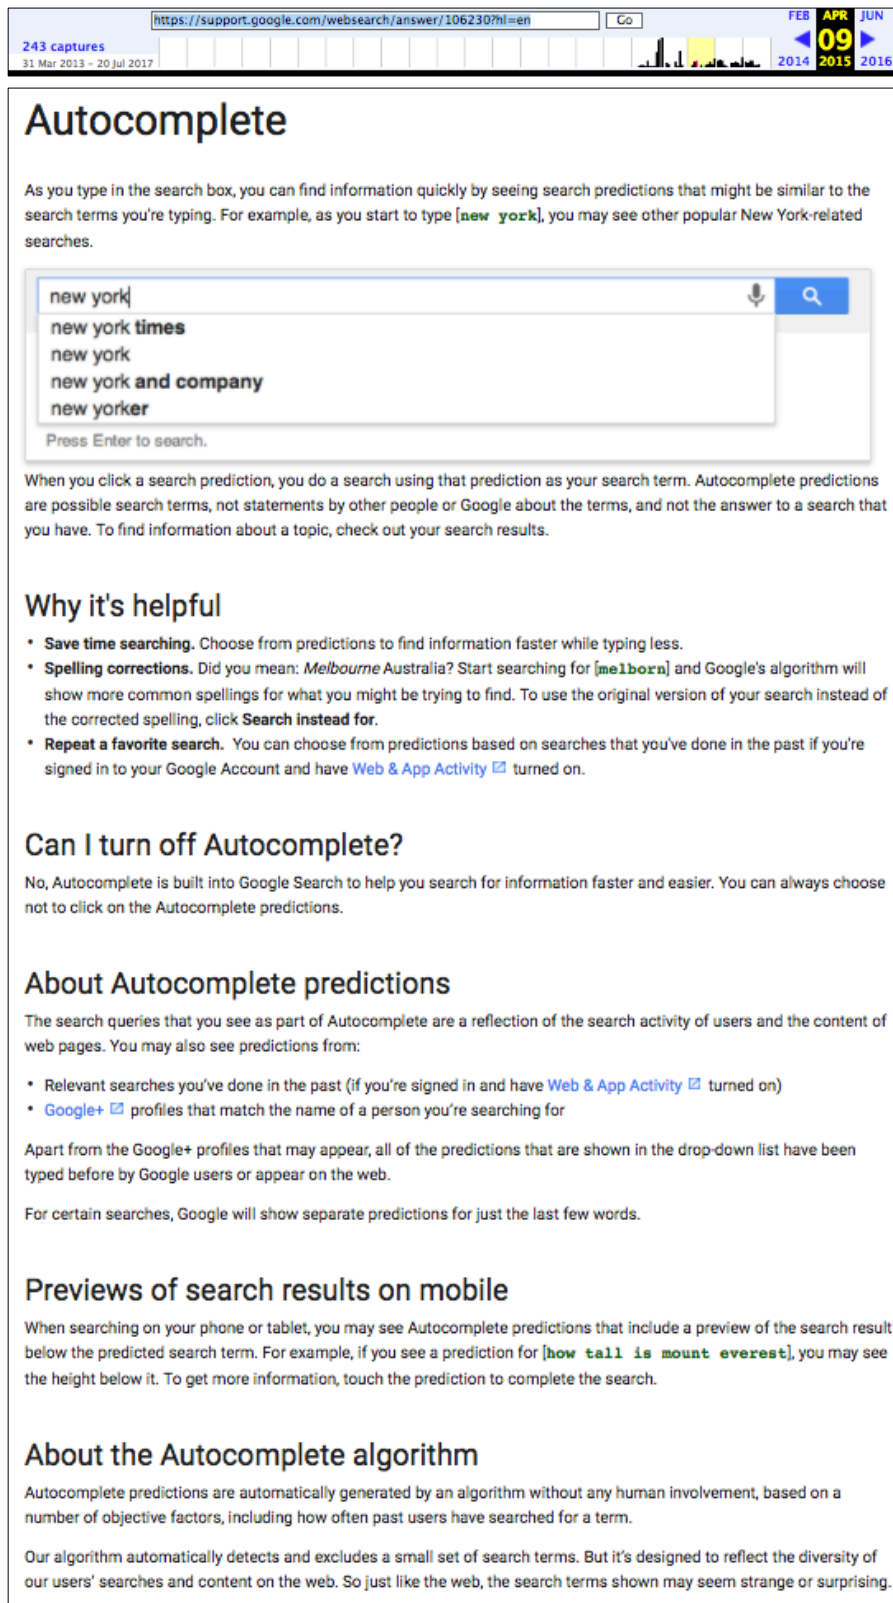 https://support.google.com/websearch/answer/106230?hl=en Go FEB APR JUN
243 captures 09
31 Mar 2013 – 20 Jul 2017 2014 2015 2016
Autocomplete
As you type in the search box, you can find information quickly by seeing search predictions that might be similar to the
search terms you're typing. For example, as you start to type [new york], you may see other popular New York-related
searches.
new york
new york times
new york
new york and company
new yorker
Press Enter to search.
When you click a search prediction, you do a search using that prediction as your search term. Autocomplete predictions
are possible search terms, not statements by other people or Google about the terms, and not the answer to a search that
you have. To find information about a topic, check out your search results.
Why it's helpful
• Save time searching. Choose from predictions to find information faster while typing less.
• Spelling corrections. Did you mean: Melbourne Australia? Start searching for [melborn] and Google's algorithm will
show more common spellings for what you might be trying to find. To use the original version of your search instead of
the corrected spelling, click Search instead for.
• Repeat a favorite search. You can choose from predictions based on searches that you've done in the past if you're
signed in to your Google Account and have Web & App Activity turned on.
Can I turn off Autocomplete?
No, Autocomplete is built into Google Search to help you search for information faster and easier. You can always choose
not to click on the Autocomplete predictions.
About Autocomplete predictions
The search queries that you see as part of Autocomplete are a reflection of the search activity of users and the content of
web pages. You may also see predictions from:
• Relevant searches you've done in the past (if you're signed in and have Web & App Activity turned on)
• Google+ profiles that match the name of a person you're searching for
Apart from the Google+ profiles that may appear, all of the predictions that are shown in the drop-down list have been
typed before by Google users or appear on the web.
For certain searches, Google will show separate predictions for just the last few words.
Previews of search results on mobile
When searching on your phone or tablet, you may see Autocomplete predictions that include a preview of the search result
below the predicted search term. For example, if you see a prediction for [how tall is mount everest], you may see
the height below it. To get more information, touch the prediction to complete the search.
About the Autocomplete algorithm
Autocomplete predictions are automatically generated by an algorithm without any human involvement, based on a
number of objective factors, including how often past users have searched for a term.
Our algorithm automatically detects and excludes a small set of search terms. But it's designed to reflect the diversity of
our users' searches and content on the web. So just like the web, the search terms shown may seem strange or surprising.